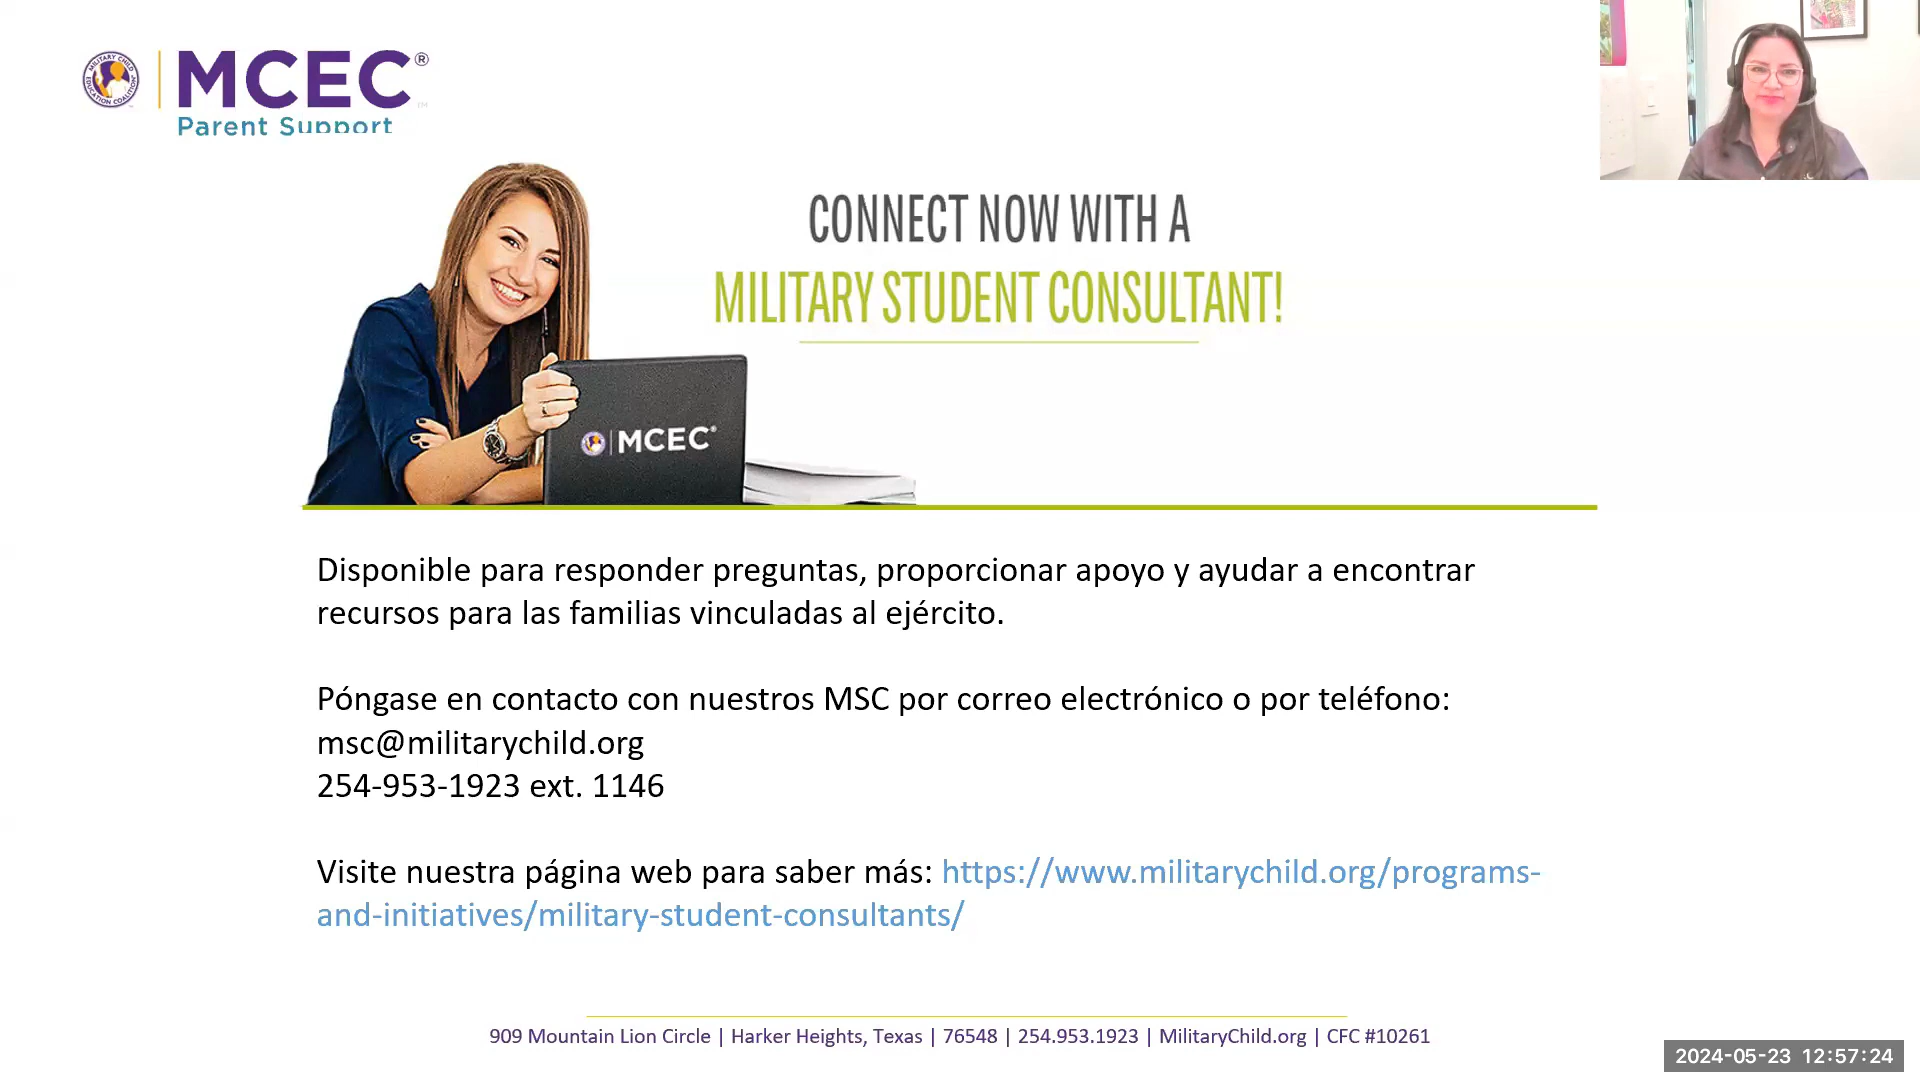 MCEC®
Parent Support
CONNECT NOW WITH A
MILITARY STUDENT CONSULTANT!
MCEC®
Disponible para responder preguntas, proporcionar apoyo y ayudar a encontrar
recursos para las familias vinculadas al ejército.
Póngase en contacto con nuestros MSC por correo electrónico o por teléfono:
msc@militarychild.org
254-953-1923 ext. 1146
Visite nuestra página web para saber más: https://www.militarychild.org/programs-
and-initiatives/military-student-consultants/
909 Mountain Lion Circle | Harker Heights, Texas | 76548 | 254.953.1923 | MilitaryChild.org | CFC #10261
2024-05-23 12:57:24